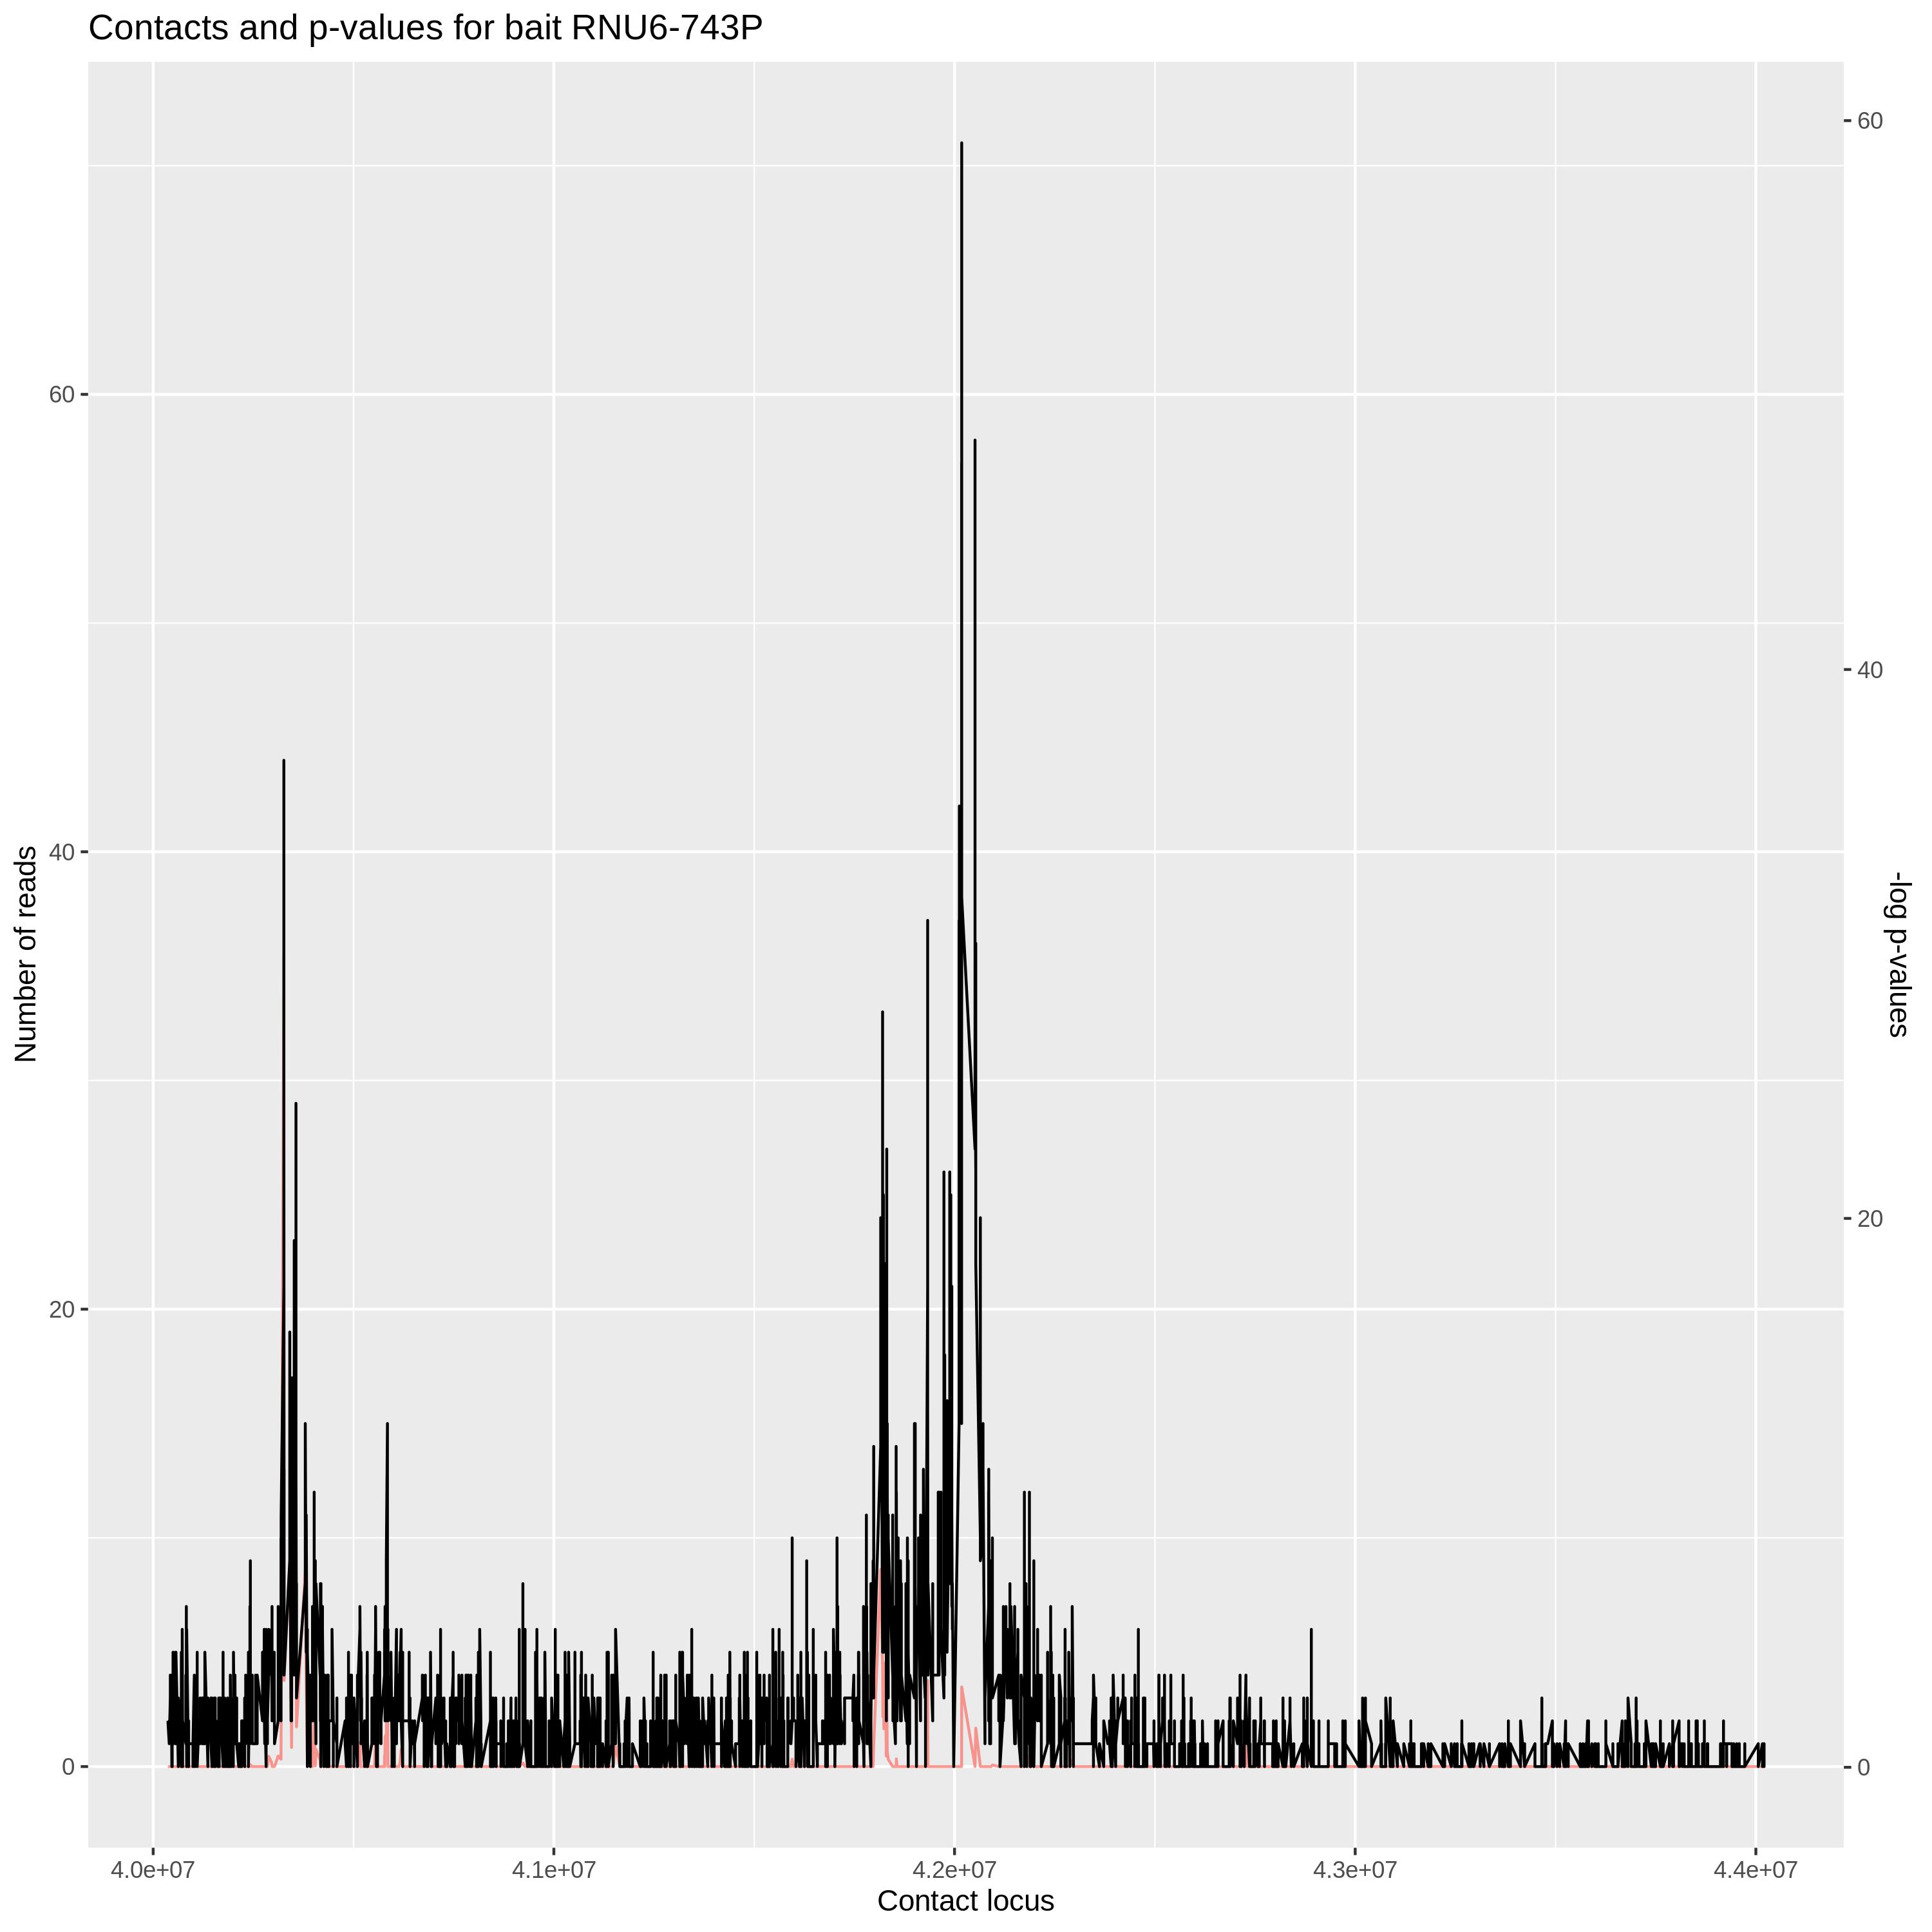 Contacts and p-values for bait RNU6-743P
60
40
20
0
Number of reads
60
40
20
0
-log p-values
4.0e+07 4.1e+07 4.2e+07 4.3e+07 4.4e+07
Contact locus